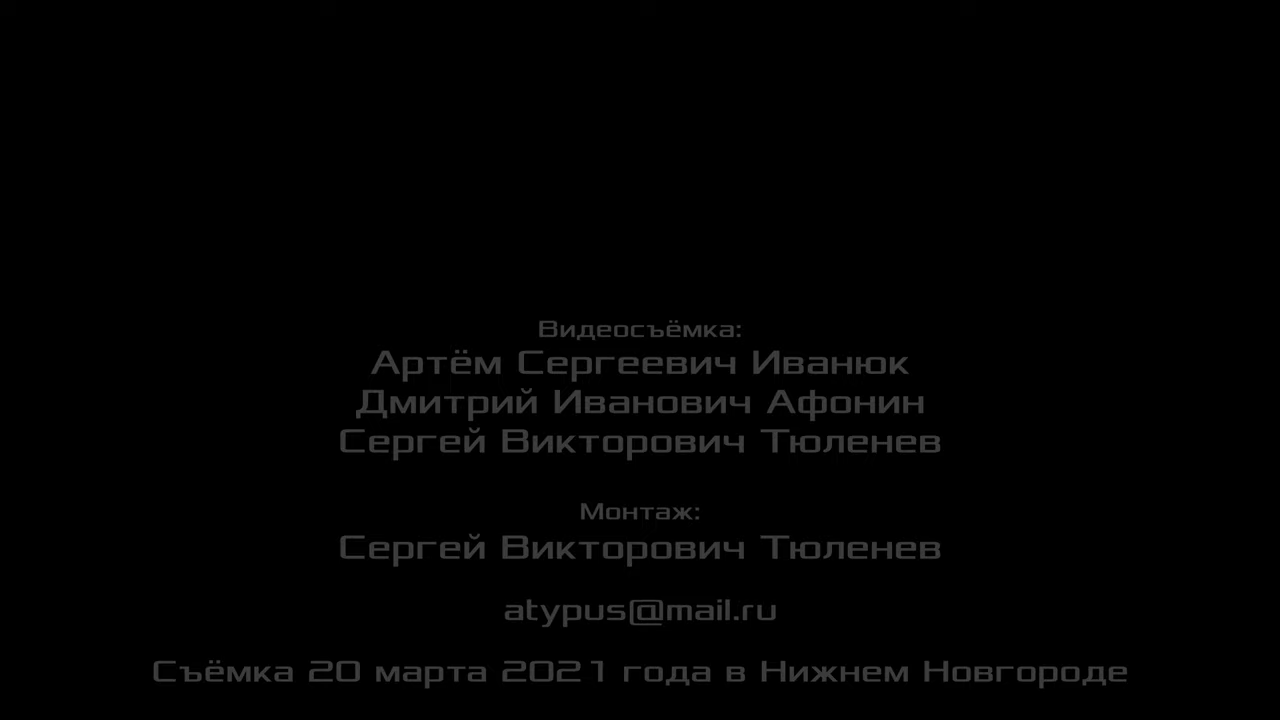 Видеосъёмка:
Артём Сергеевич Иванюк
Дмитрий Иванович Афонин
Сергей Викторович Тюленев
Монтаж:
Сергей Викторович Тюленев
atypus@mail.ru
Съёмка 20 марта 2021 года в Нижнем Новгороде